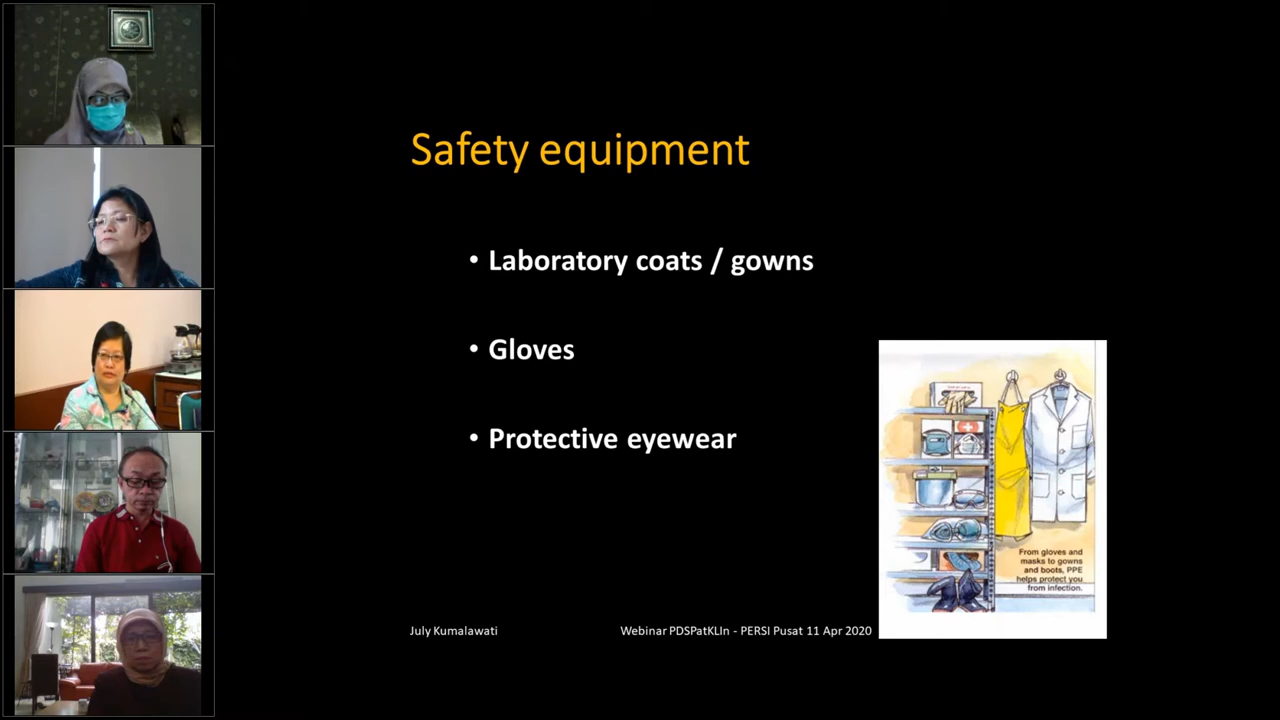 Safety equipment
• Laboratory coats / gowns
• Gloves
• Protective eyewear
From gloves and
masks to gowns
and boots, PPE
helps protect you
from infection.
July Kumalawati
Webinar PDSPatKLIn - PERSI Pusat 11 Apr 2020